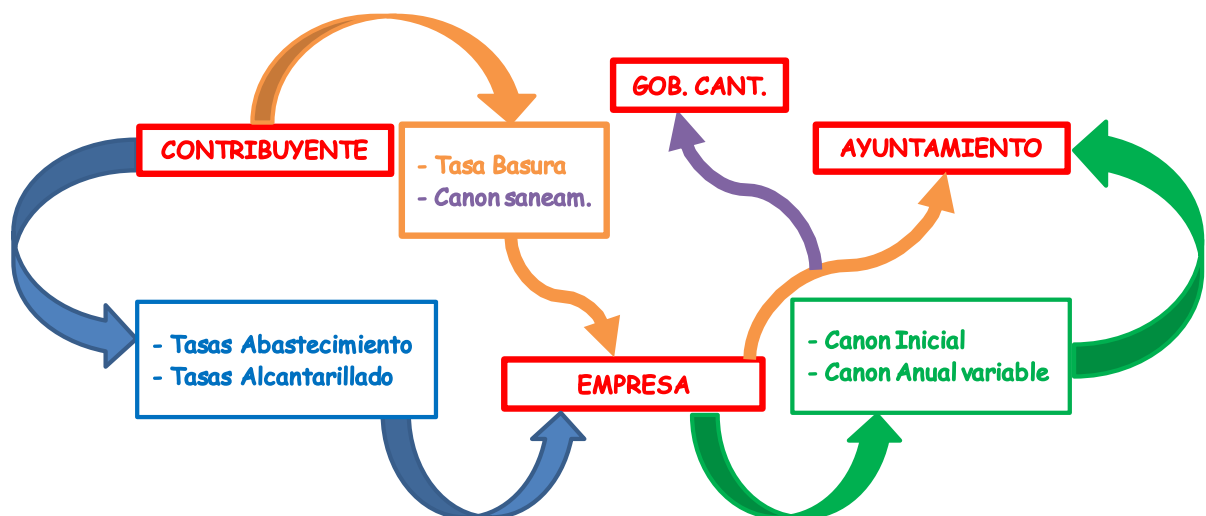 GOB. CANT.
CONTRIBUYENTE
AYUNTAMIENTO
- Tasa Basura
- Canon saneam.
- Tasas Abastecimiento
- Tasas Alcantarillado
EMPRESA
- Canon Inicial
- Canon Anual variable